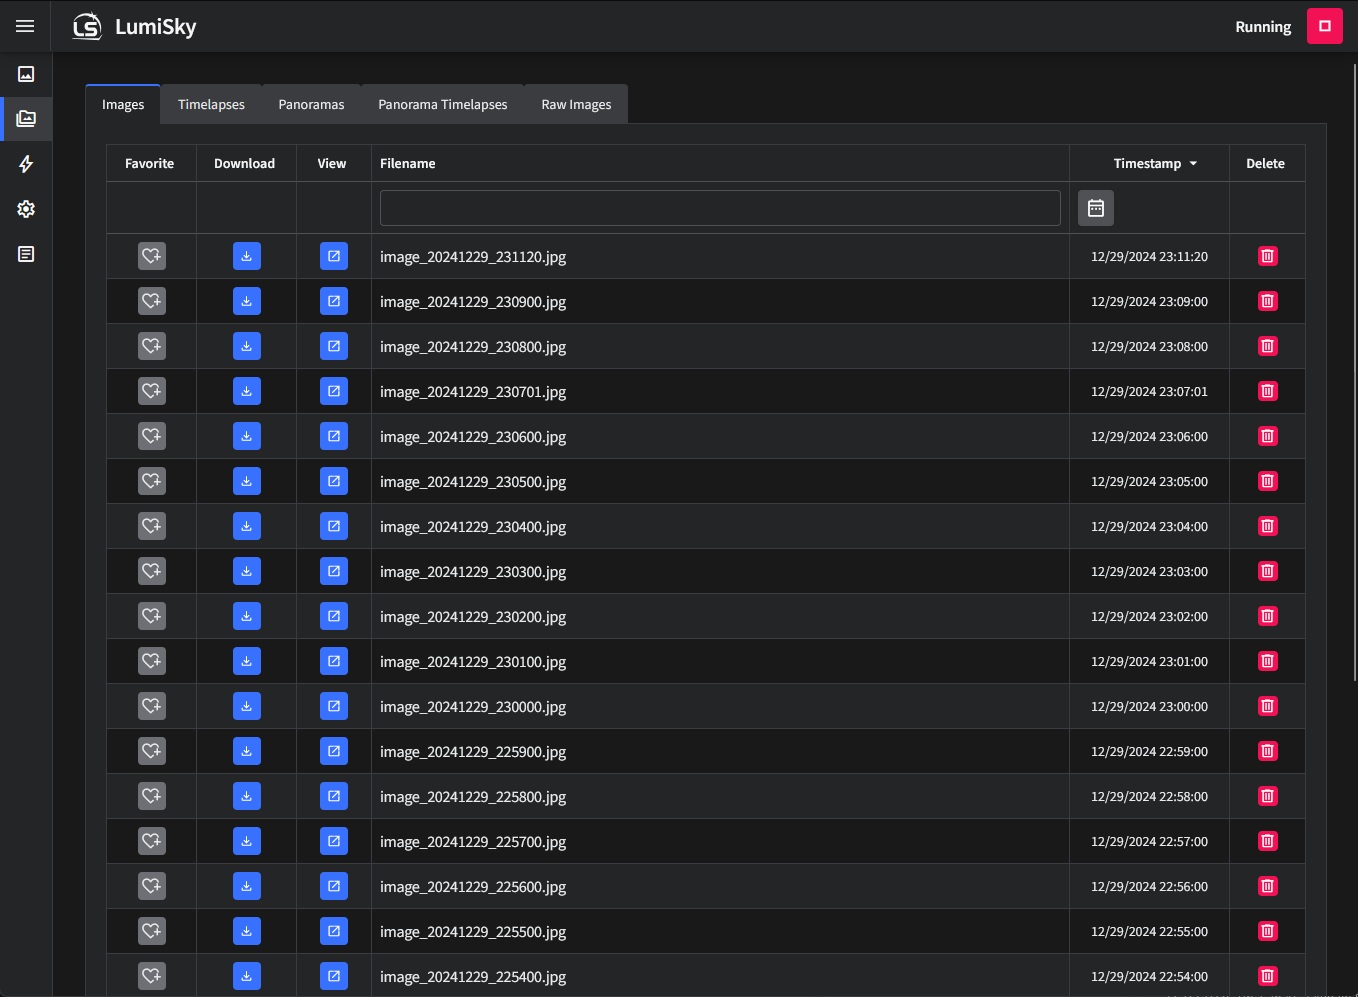 LS LumiSky Running
Images Timelapses Panoramas Panorama Timelapses Raw Images
Favorite Download View Filename Timestamp Delete
image_20241229_231120.jpg 12/29/2024 23:11:20
image_20241229_230900.jpg 12/29/2024 23:09:00
image_20241229_230800.jpg 12/29/2024 23:08:00
image_20241229_230701.jpg 12/29/2024 23:07:01
image_20241229_230600.jpg 12/29/2024 23:06:00
image_20241229_230500.jpg 12/29/2024 23:05:00
image_20241229_230400.jpg 12/29/2024 23:04:00
image_20241229_230300.jpg 12/29/2024 23:03:00
image_20241229_230200.jpg 12/29/2024 23:02:00
image_20241229_230100.jpg 12/29/2024 23:01:00
image_20241229_230000.jpg 12/29/2024 23:00:00
image_20241229_225900.jpg 12/29/2024 22:59:00
image_20241229_225800.jpg 12/29/2024 22:58:00
image_20241229_225700.jpg 12/29/2024 22:57:00
image_20241229_225600.jpg 12/29/2024 22:56:00
image_20241229_225500.jpg 12/29/2024 22:55:00
image_20241229_225400.jpg 12/29/2024 22:54:00